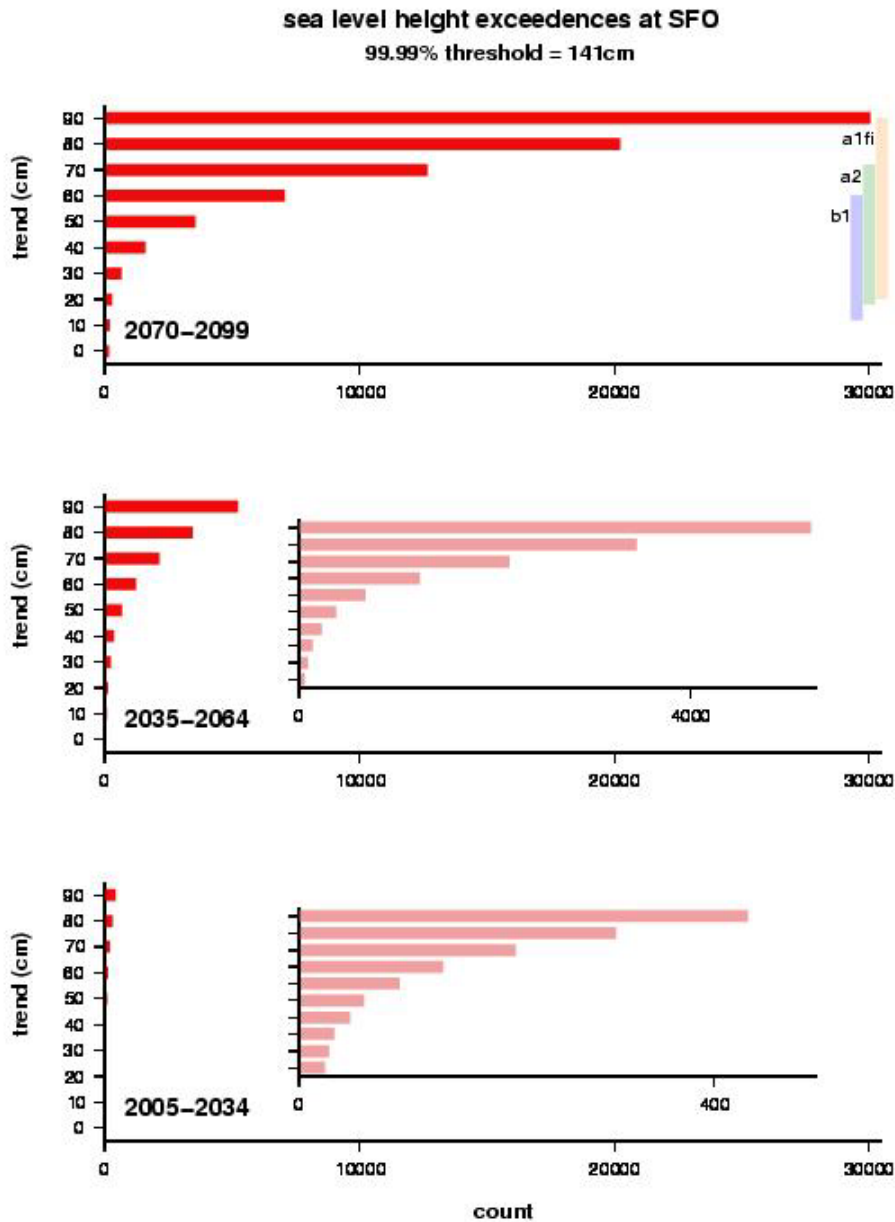 sea level height exceedences at SFO
99.99% threshold = 141cm
trend (cm)
90
80
70
60
50
40
30
20
10
0
a1fi
a2
b1
2070-2099
0 10000 20000 30000
trend (cm)
90
80
70
60
50
40
30
20
10
0
0 4000
2035-2064
0 10000 20000 30000
trend (cm)
90
80
70
60
50
40
30
20
10
0
0 400
2005-2034
0 10000 20000 30000
count